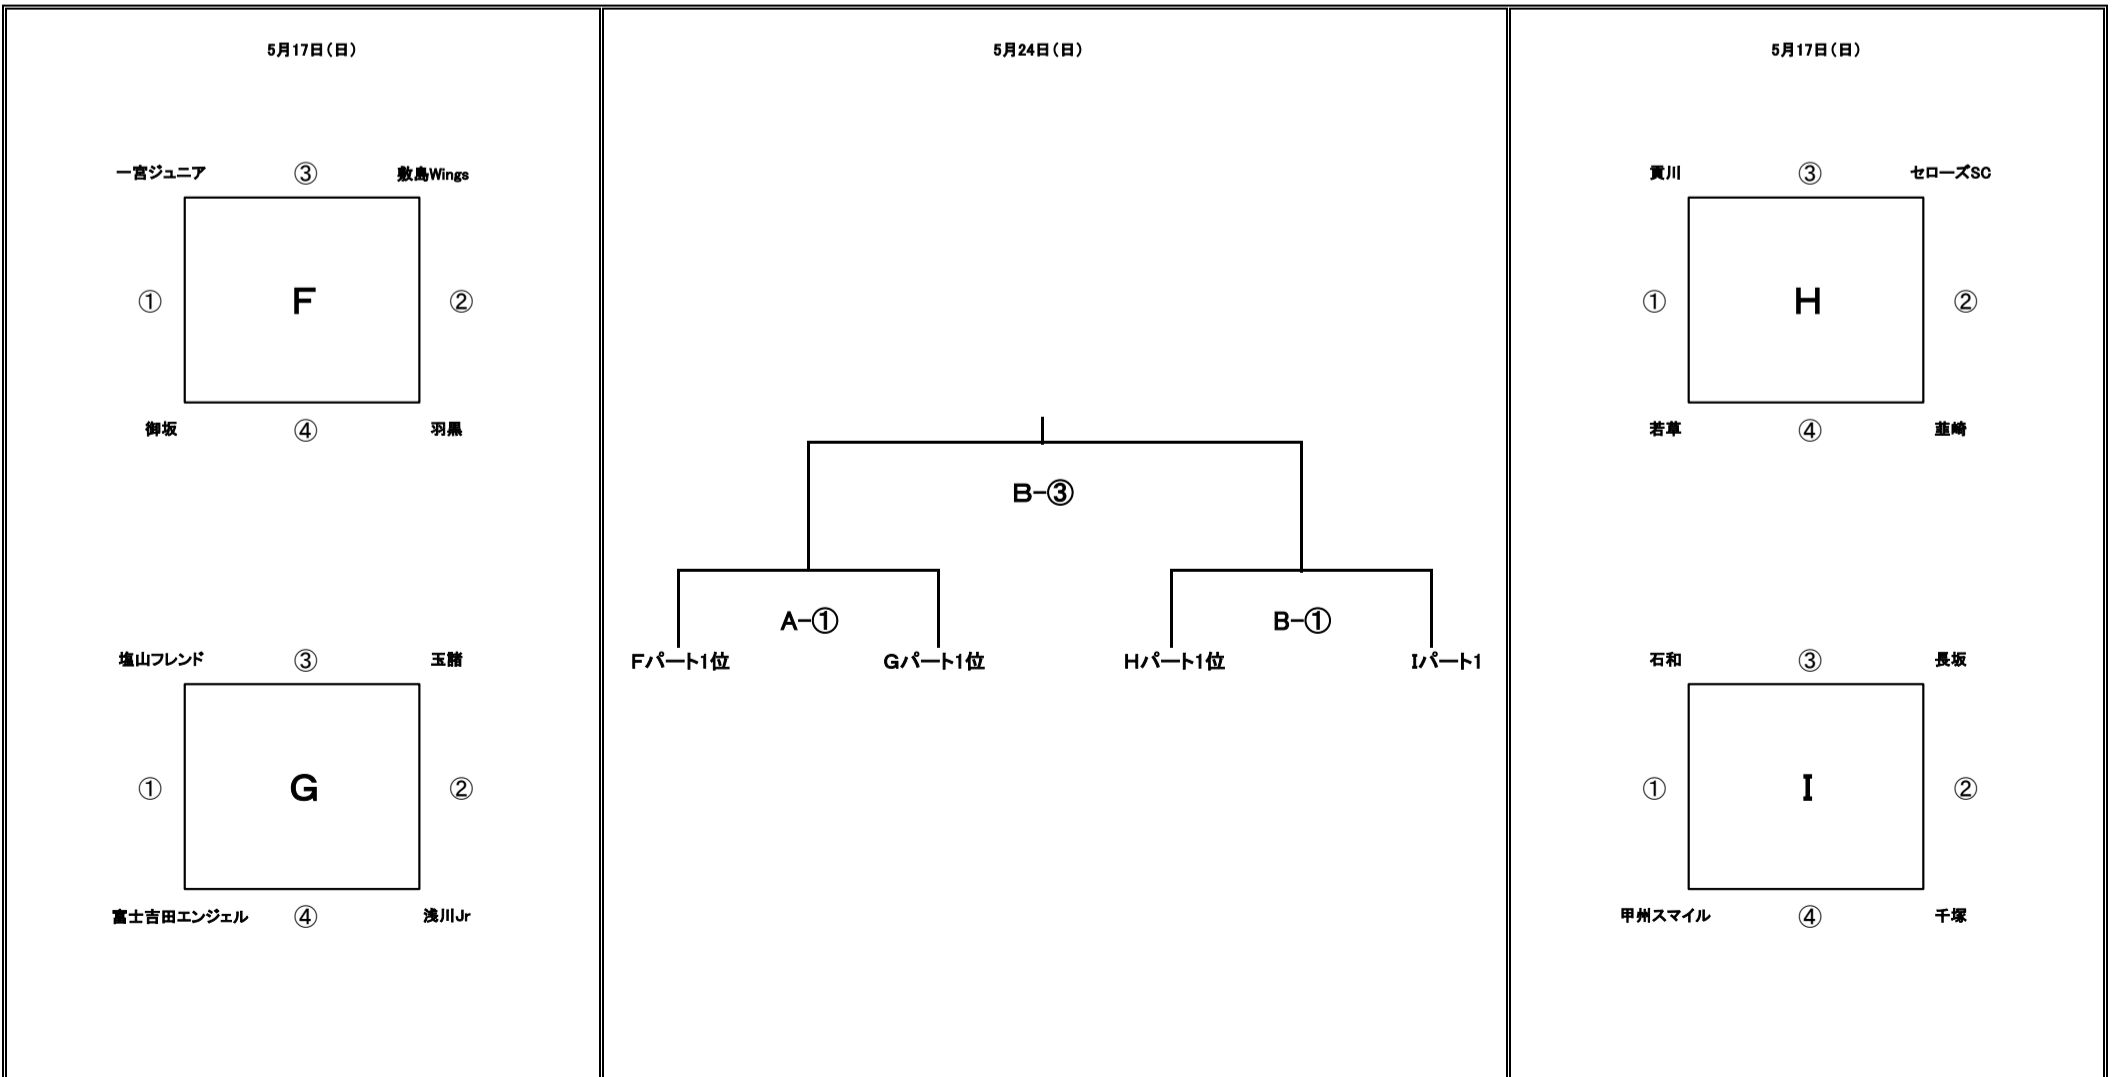 5月17日(日)
一宮ジュニア ③ 敷島Wings
① F ②
御坂 ④ 羽黒
塩山フレンド ③ 玉諸
① G ②
富士吉田エンジェル ④ 浅川Jr
5月24日(日)
B-③
A-① B-①
Fパート1位 Gパート1位 Hパート1位 Iパート1
5月17日(日)
貢川 ③ セローズSC
① H ②
若草 ④ 韮崎
石和 ③ 長坂
① I ②
甲州スマイル ④ 千塚